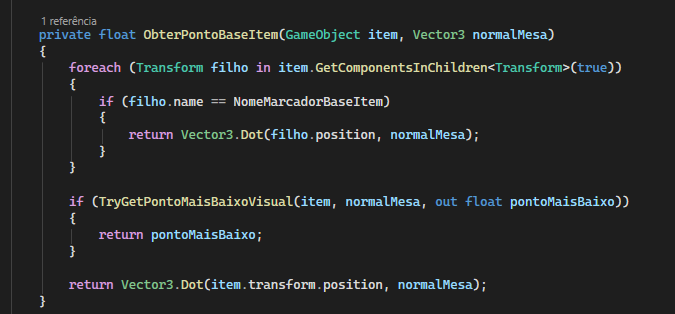 1 referência
private float ObterPontoBaseItem(GameObject item, Vector3 normalMesa)
{
    foreach (Transform filho in item.GetComponentsInChildren<Transform>(true))
    {
        if (filho.name == NomeMarcadorBaseItem)
        {
            return Vector3.Dot(filho.position, normalMesa);
        }
    }

    if (TryGetPontoMaisBaixoVisual(item, normalMesa, out float pontoMaisBaixo))
    {
        return pontoMaisBaixo;
    }

    return Vector3.Dot(item.transform.position, normalMesa);
}